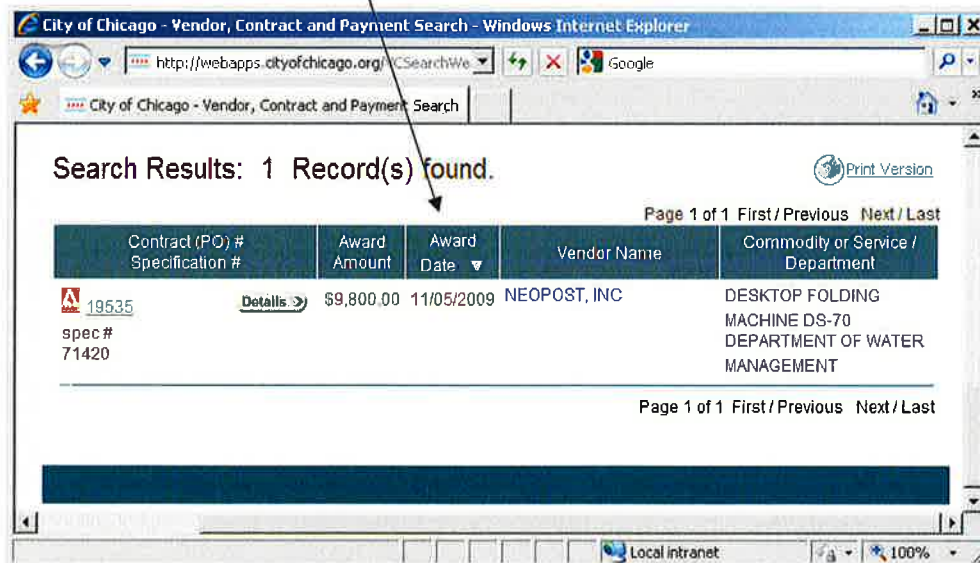 City of Chicago - Vendor, Contract and Payment Search - Windows Internet Explorer
http://webapps.cityofchicago.org/VCSearchWe
Google
City of Chicago - Vendor, Contract and Payment Search
Search Results: 1 Record(s) found.
Print Version
Page 1 of 1 First / Previous Next / Last
Contract (PO) #
Specification #
Award
Amount
Award
Date ▼
Vendor Name
Commodity or Service /
Department
19535
Details
$9,800.00
11/05/2009
NEOPOST, INC
DESKTOP FOLDING
MACHINE DS-70
DEPARTMENT OF WATER
MANAGEMENT
spec #
71420
Page 1 of 1 First / Previous Next / Last
Local intranet
100%